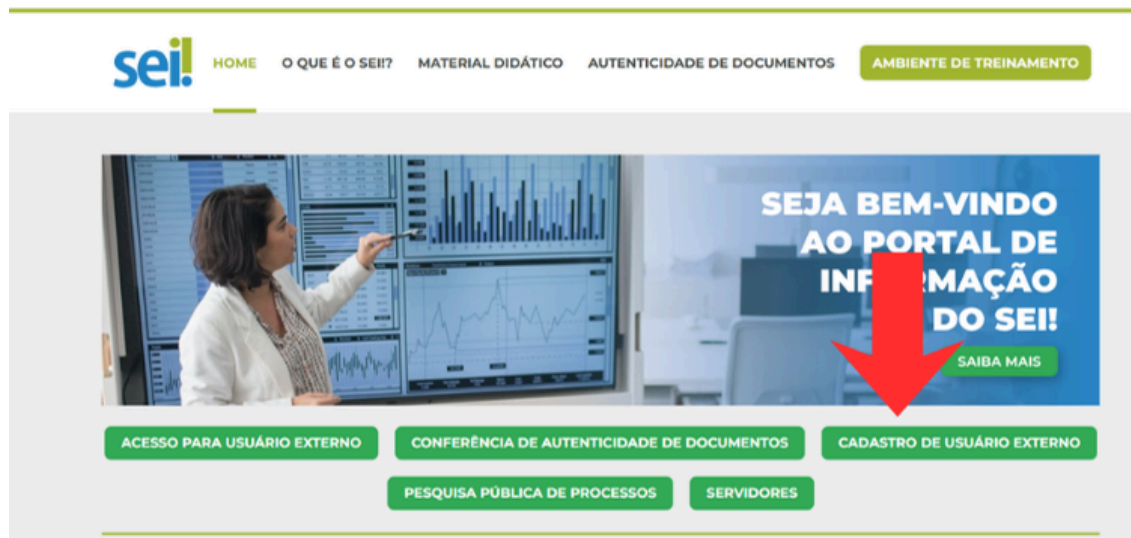 sei!
HOME O QUE É O SEI!? MATERIAL DIDÁTICO AUTENTICIDADE DE DOCUMENTOS AMBIENTE DE TREINAMENTO
SEJA BEM-VINDO
AO PORTAL DE
DO SEI!
SAIBA MAIS
ACESSO PARA USUÁRIO EXTERNO CONFERÊNCIA DE AUTENTICIDADE DE DOCUMENTOS CADASTRO DE USUÁRIO EXTERNO
PESQUISA PÚBLICA DE PROCESSOS SERVIDORES